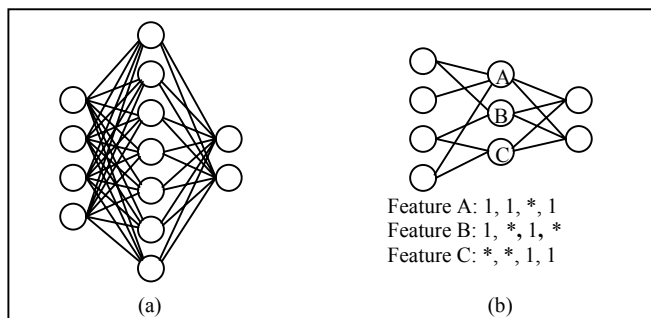 A
B
C
Feature A: 1, 1, *, 1
Feature B: 1, *, 1, *
Feature C: *, *, 1, 1
(a)
(b)